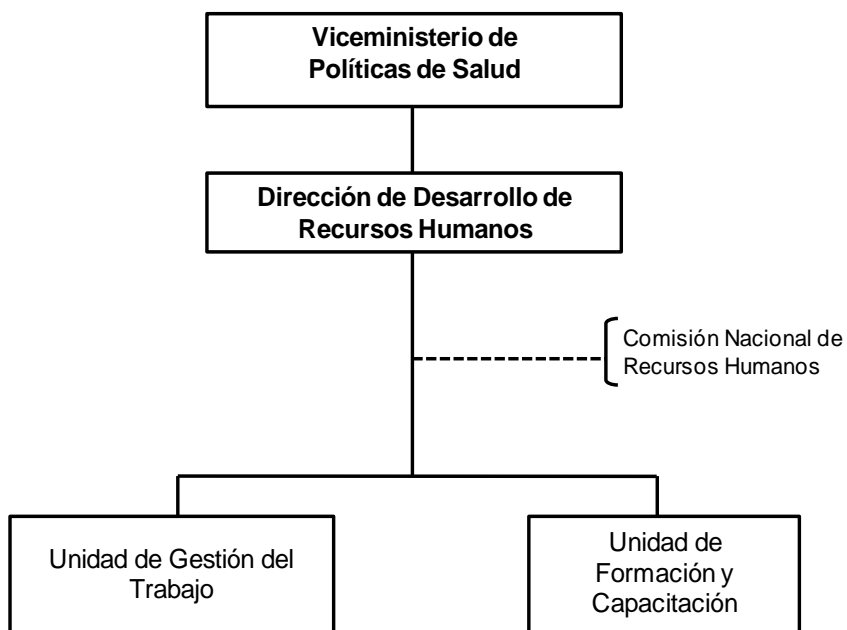 Viceministerio de
Políticas de Salud
Dirección de Desarrollo de
Recursos Humanos
Comisión Nacional de
Recursos Humanos
Unidad de Gestión del
Trabajo
Unidad de
Formación y
Capacitación